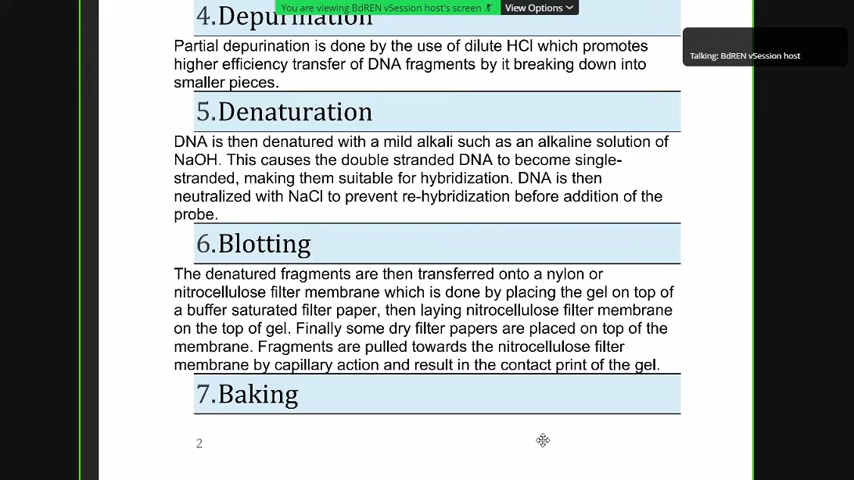 4.Depurination
You are viewing BdREN vSession host's screen
View Options
Talking: BdREN vSession host
Partial depurination is done by the use of dilute HCl which promotes
higher efficiency transfer of DNA fragments by it breaking down into
smaller pieces.
5.Denaturation
DNA is then denatured with a mild alkali such as an alkaline solution of
NaOH. This causes the double stranded DNA to become single-
stranded, making them suitable for hybridization. DNA is then
neutralized with NaCl to prevent re-hybridization before addition of the
probe.
6.Blotting
The denatured fragments are then transferred onto a nylon or
nitrocellulose filter membrane which is done by placing the gel on top of
a buffer saturated filter paper, then laying nitrocellulose filter membrane
on the top of gel. Finally some dry filter papers are placed on top of the
membrane. Fragments are pulled towards the nitrocellulose filter
membrane by capillary action and result in the contact print of the gel.
7.Baking
2